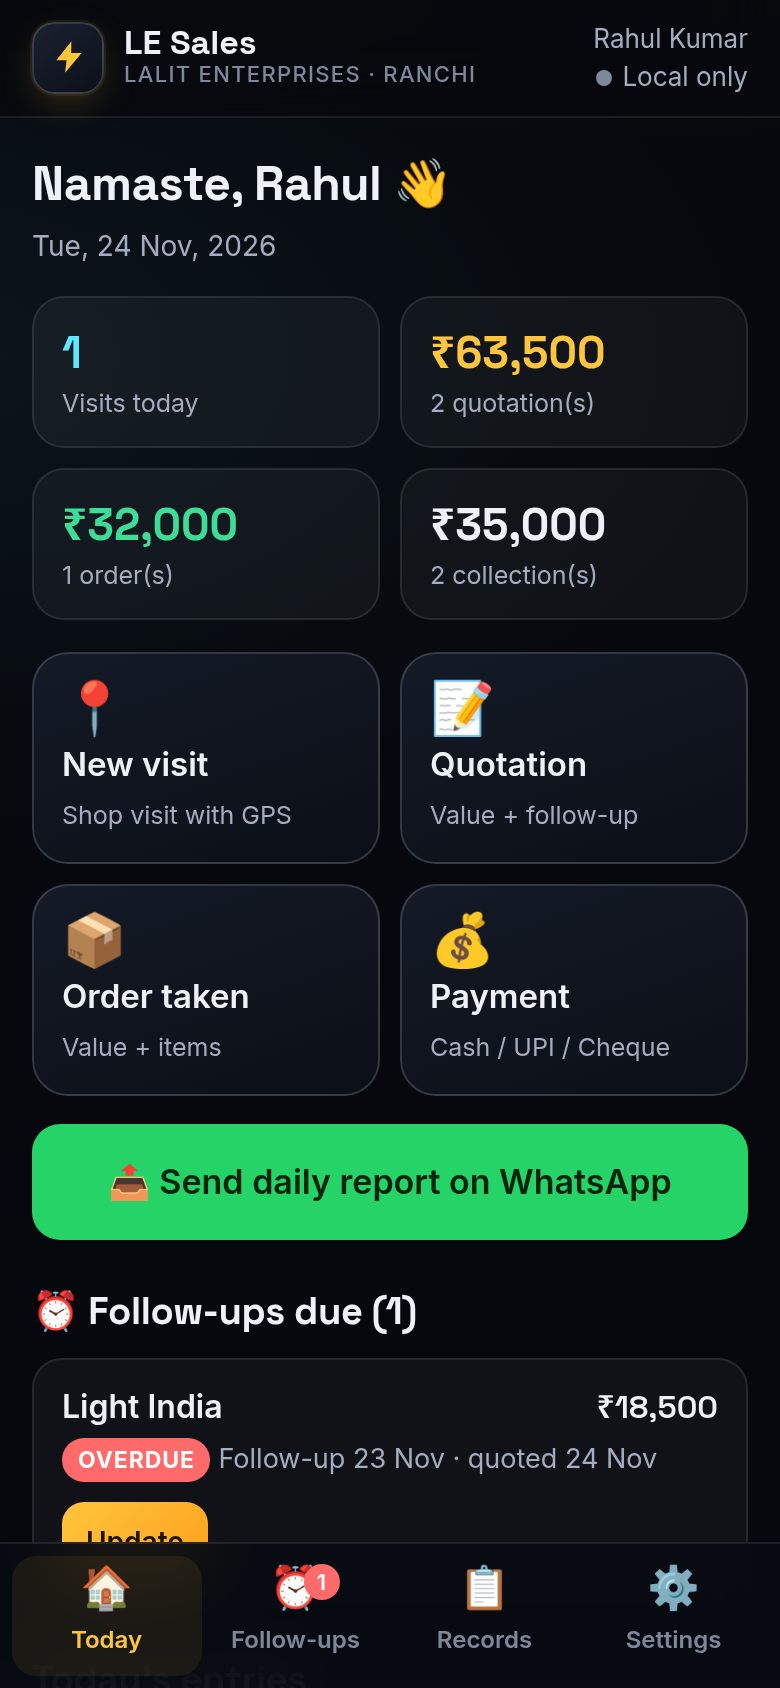 LE Sales
LALIT ENTERPRISES · RANCHI
Rahul Kumar
Local only
Namaste, Rahul 👋
Tue, 24 Nov, 2026
1
Visits today
₹63,500
2 quotation(s)
₹32,000
1 order(s)
₹35,000
2 collection(s)
New visit
Shop visit with GPS
Quotation
Value + follow-up
Order taken
Value + items
Payment
Cash / UPI / Cheque
📤 Send daily report on WhatsApp
⏰ Follow-ups due (1)
Light India
₹18,500
OVERDUE Follow-up 23 Nov · quoted 24 Nov
Update
1
Today
Follow-ups
Records
Settings
Today's entries